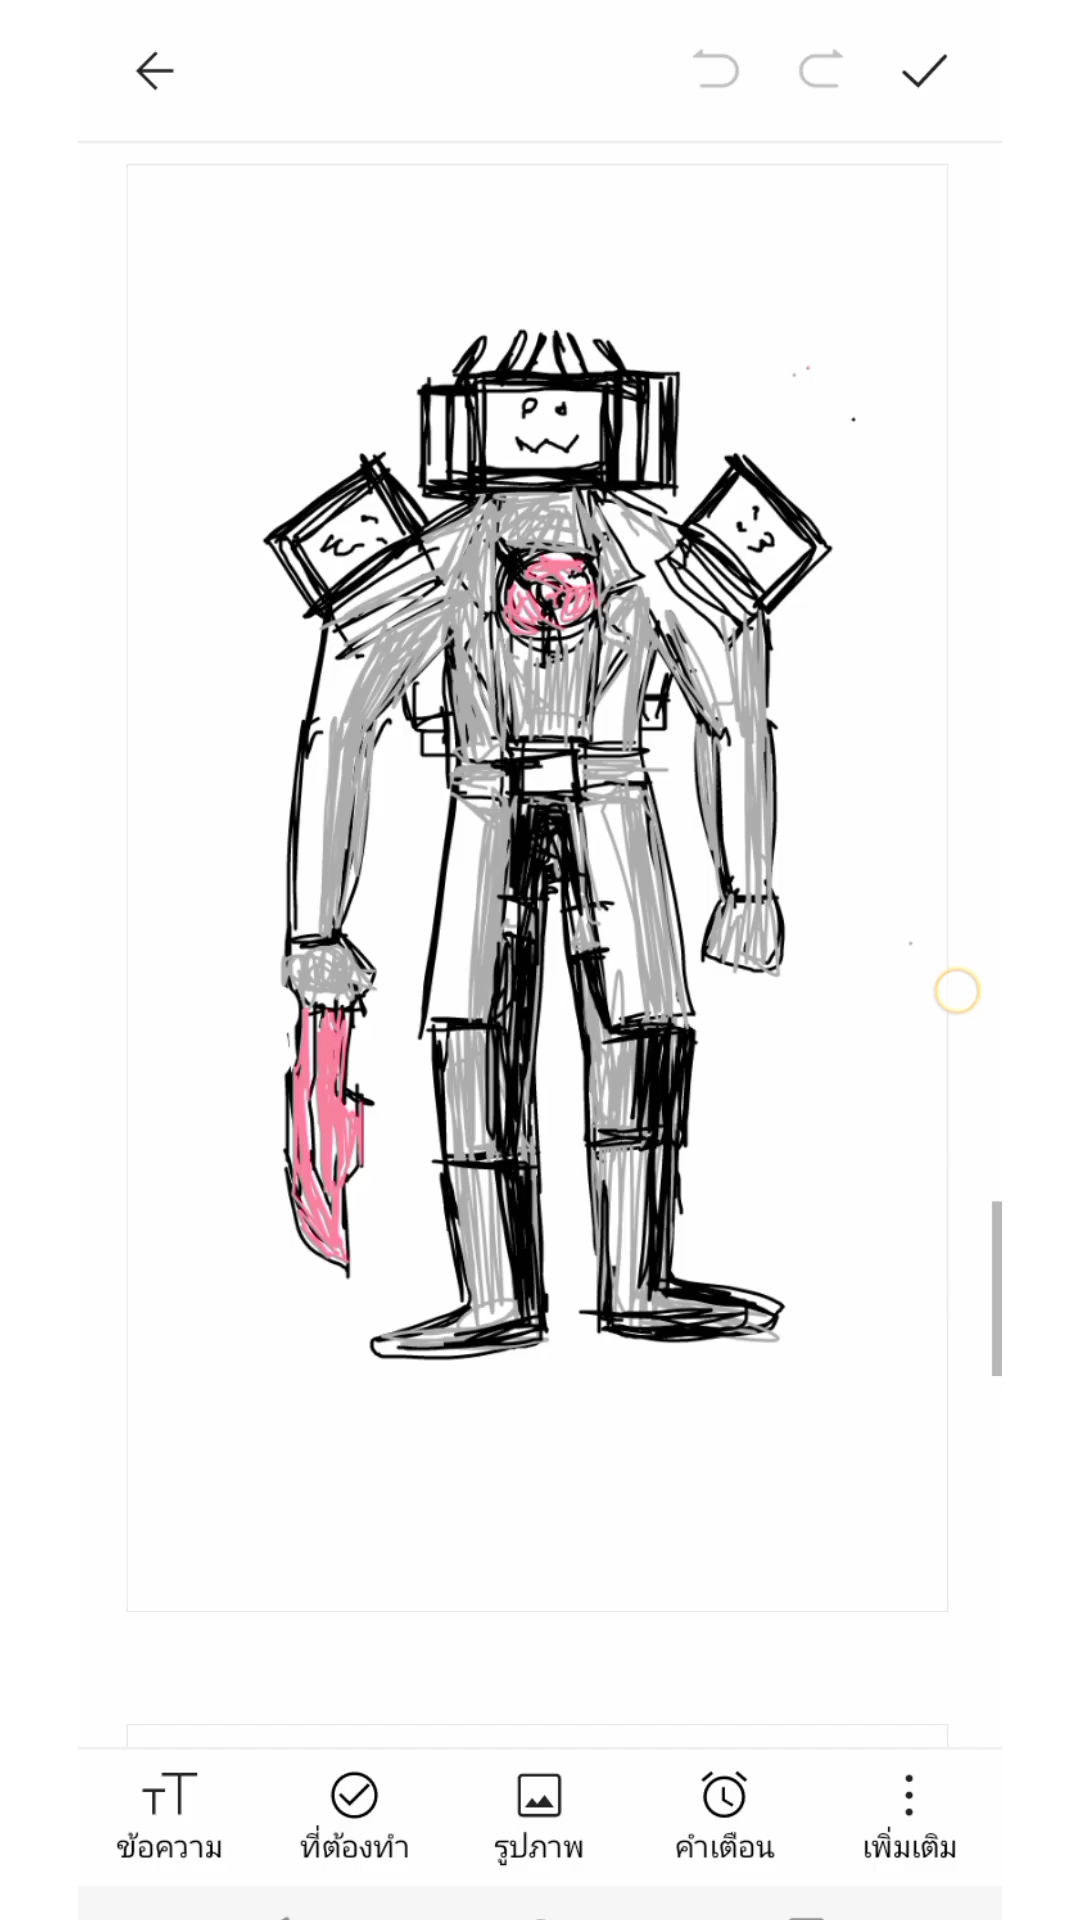 ข้อความ
ที่ต้องทำ
รูปภาพ
คำเตือน
เพิ่มเติม